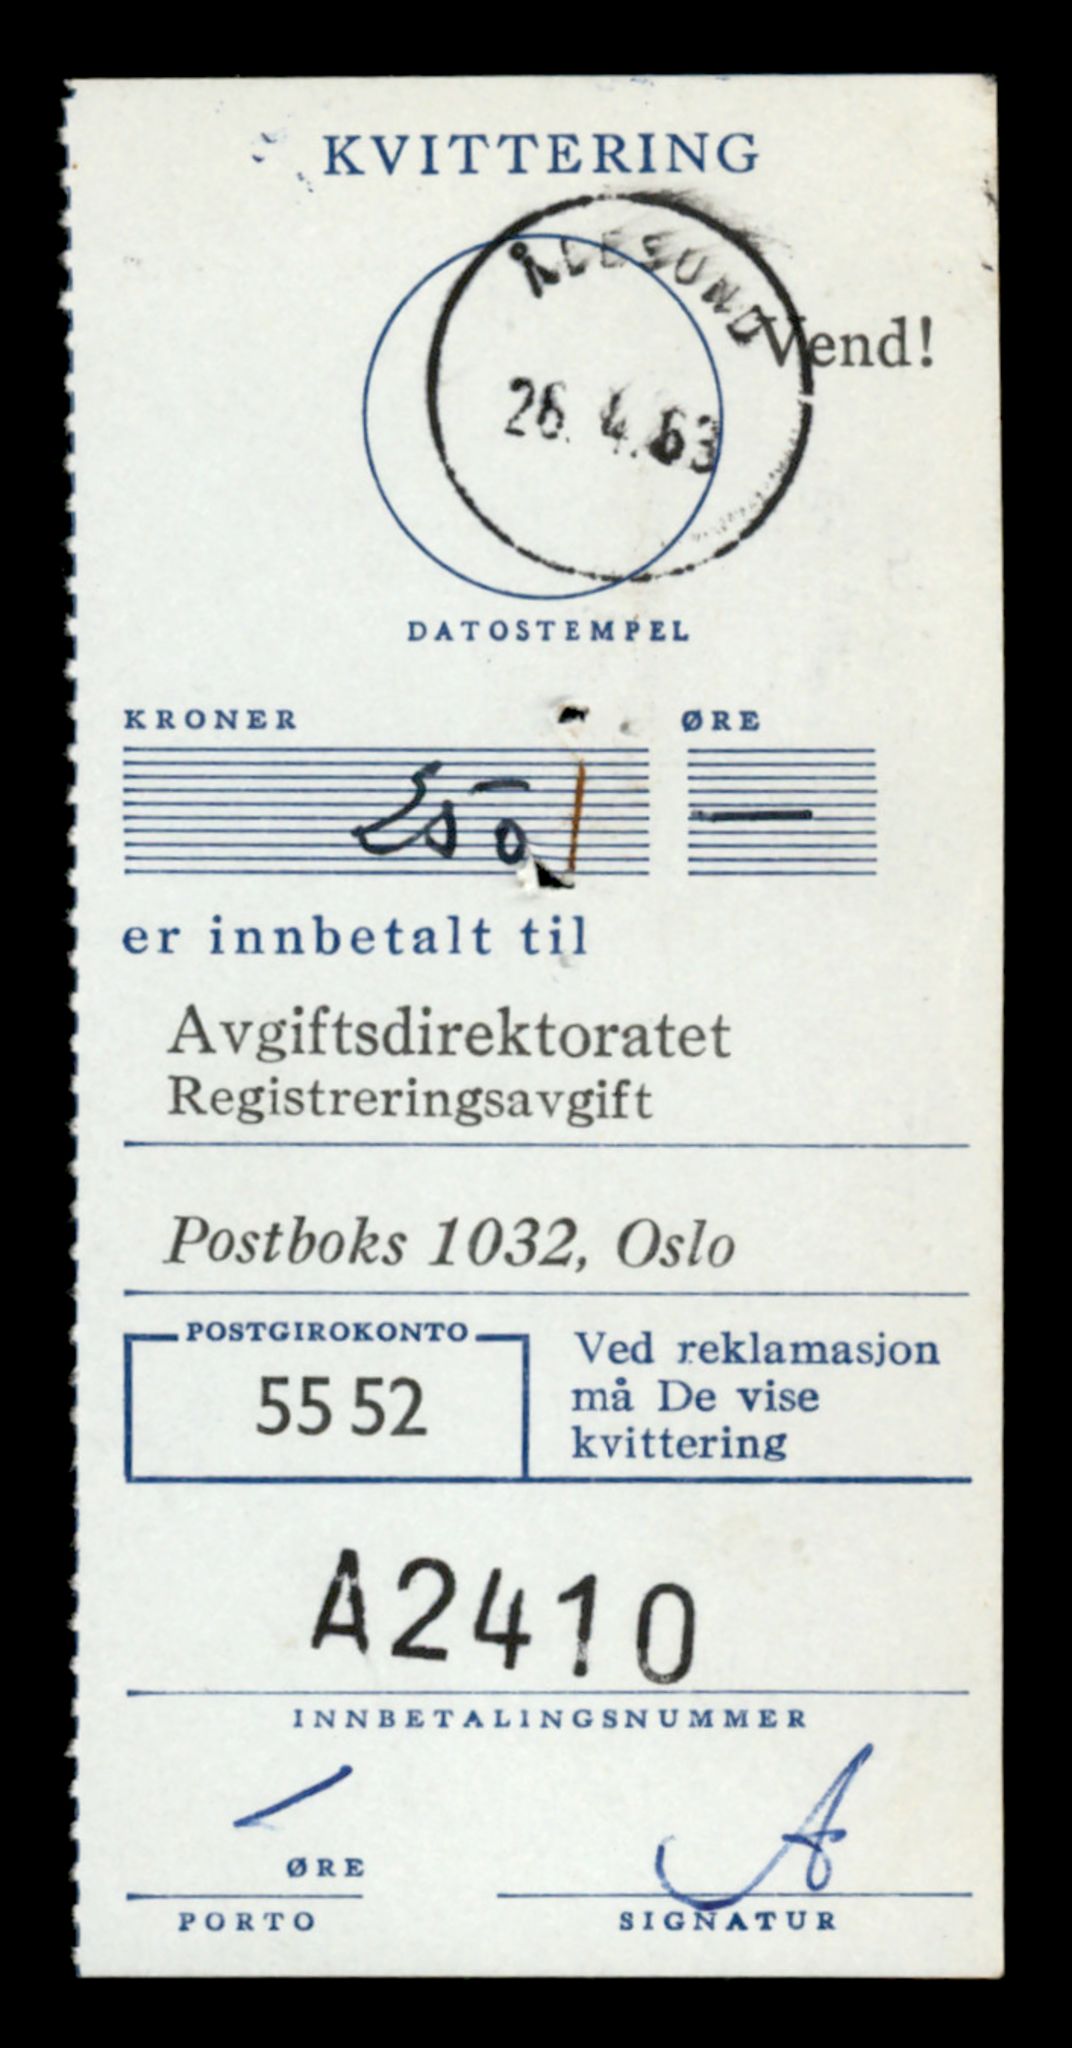 KVITTERING
ÅLESUND
Vend!
26. 4. 63
DATOSTEMPEL
KRONER
ØRE
250
—
er innbetalt til
Avgiftsdirektoratet
Registreringsavgift
Postboks 1032, Oslo
POSTGIROKONTO
55 52
Ved reklamasjon
må De vise
kvittering
A2410
INNBETALINGSNUMMER
ØRE
PORTO
SIGNATUR